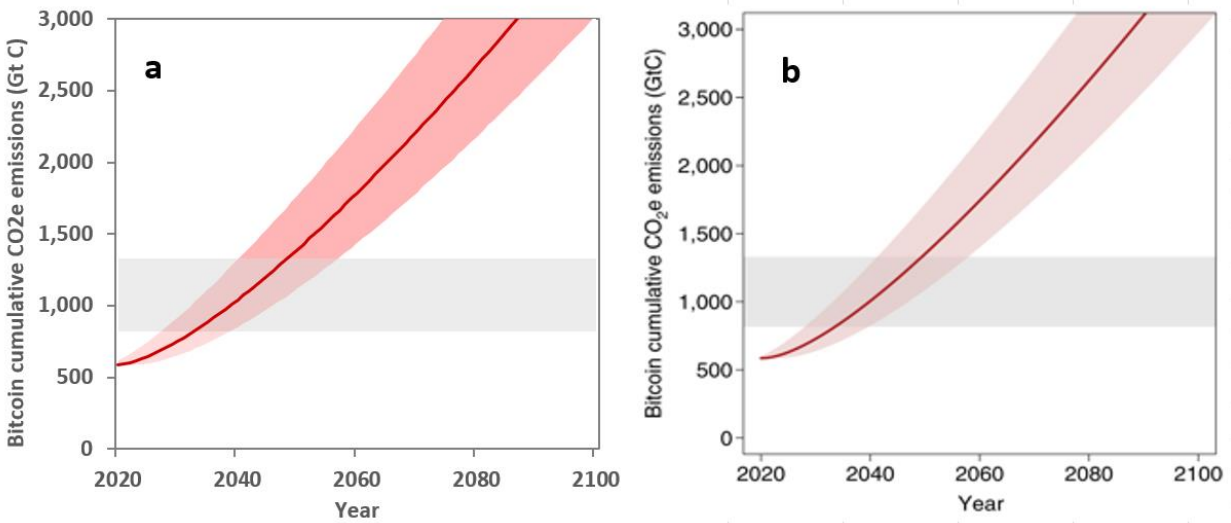 a
Bitcoin cumulative CO2e emissions (Gt C)
3,000
2,500
2,000
1,500
1,000
500
0
2020 2040 2060 2080 2100
Year
b
Bitcoin cumulative CO₂e emissions (GtC)
3,000
2,500
2,000
1,500
1,000
500
0
2020 2040 2060 2080 2100
Year